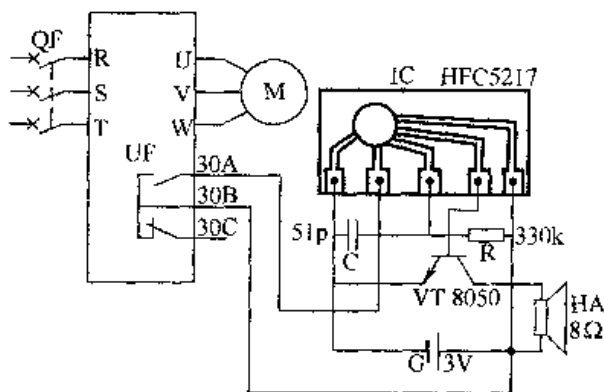 QF
R
S
T
U
V
W
M
UF
30A
30B
30C
IC HFC5217
51p
C
R
330k
VT 8050
HA
8Ω
G
3V